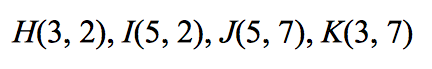 H(3, 2), I(5, 2), J(5, 7), K(3, 7)